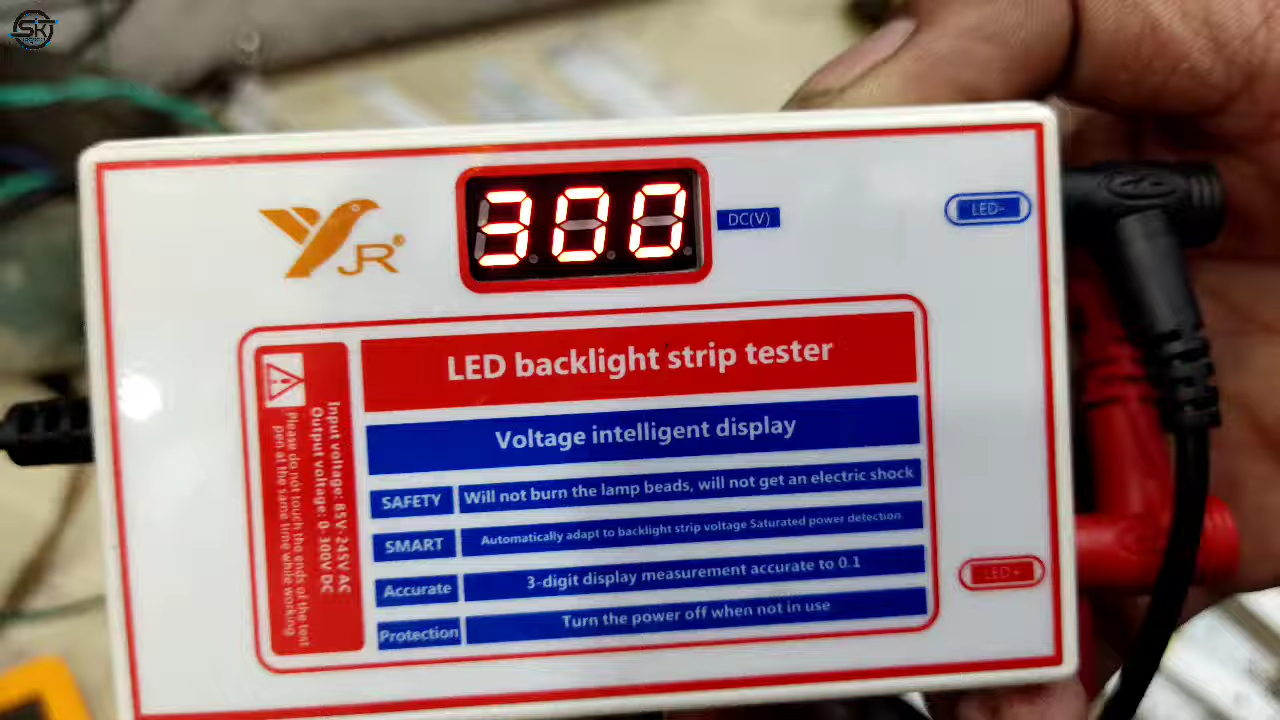 SKT
300
DC(V)
LED-
JR®
LED backlight strip tester
Voltage intelligent display
SAFETY Will not burn the lamp beads, will not get an electric shock
SMART Automatically adapt to backlight strip voltage Saturated power detection
Accurate 3-digit display measurement accurate to 0.1
Protection Turn the power off when not in use
Input voltage: 65V-245V AC
Output voltage: 0-300V DC
Please do not touch the ends of the test
pen at the same time while working
LED+